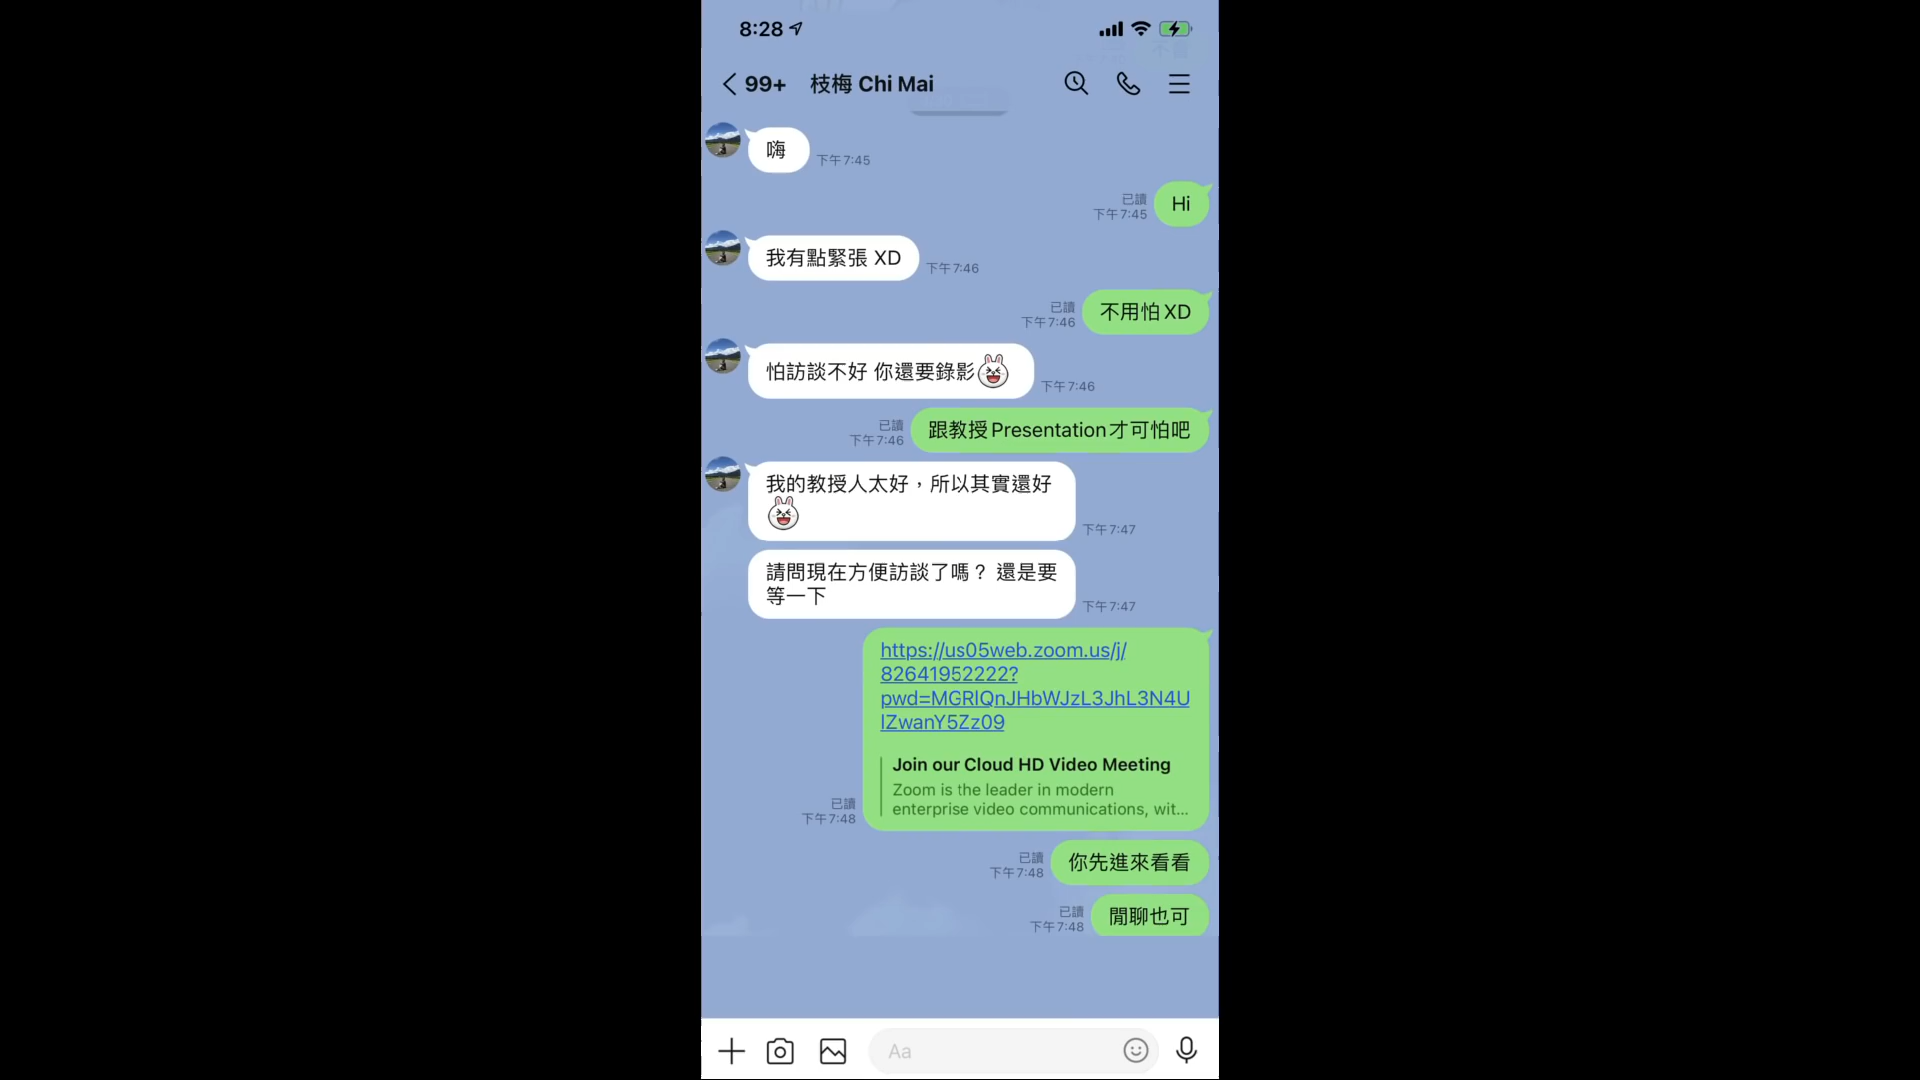 8:28
99+ 枝梅 Chi Mai
嗨
下午7:45
已讀
下午7:45
Hi
我有點緊張 XD
下午7:46
已讀
下午7:46
不用怕XD
怕訪談不好 你還要錄影
下午7:46
已讀
下午7:46
跟教授Presentation才可怕吧
我的教授人太好，所以其實還好
下午7:47
請問現在方便訪談了嗎？ 還是要
等一下
下午7:47
https://us05web.zoom.us/j/
82641952222?
pwd=MGRlQnJHbWJzL3JhL3N4U
lZwanY5Zz09
Join our Cloud HD Video Meeting
Zoom is the leader in modern
enterprise video communications, wit...
已讀
下午7:48
已讀
下午7:48
你先進來看看
已讀
下午7:48
閒聊也可
Aa